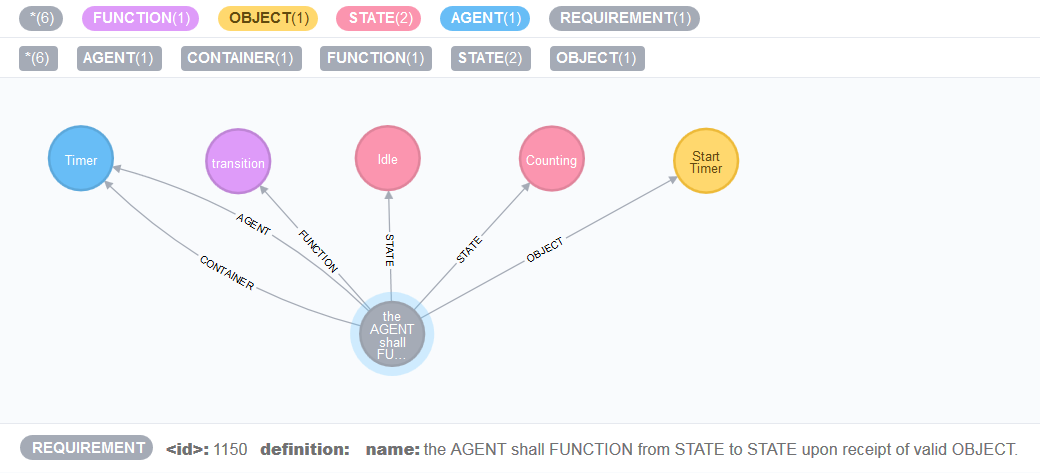 *(6) FUNCTION(1) OBJECT(1) STATE(2) AGENT(1) REQUIREMENT(1)
*(6) AGENT(1) CONTAINER(1) FUNCTION(1) STATE(2) OBJECT(1)
Timer
transition
Idle
Counting
Start
Timer
AGENT
CONTAINER
FUNCTION
STATE
STATE
OBJECT
the
AGENT
shall
FU...
REQUIREMENT <id>: 1150 definition: name: the AGENT shall FUNCTION from STATE to STATE upon receipt of valid OBJECT.